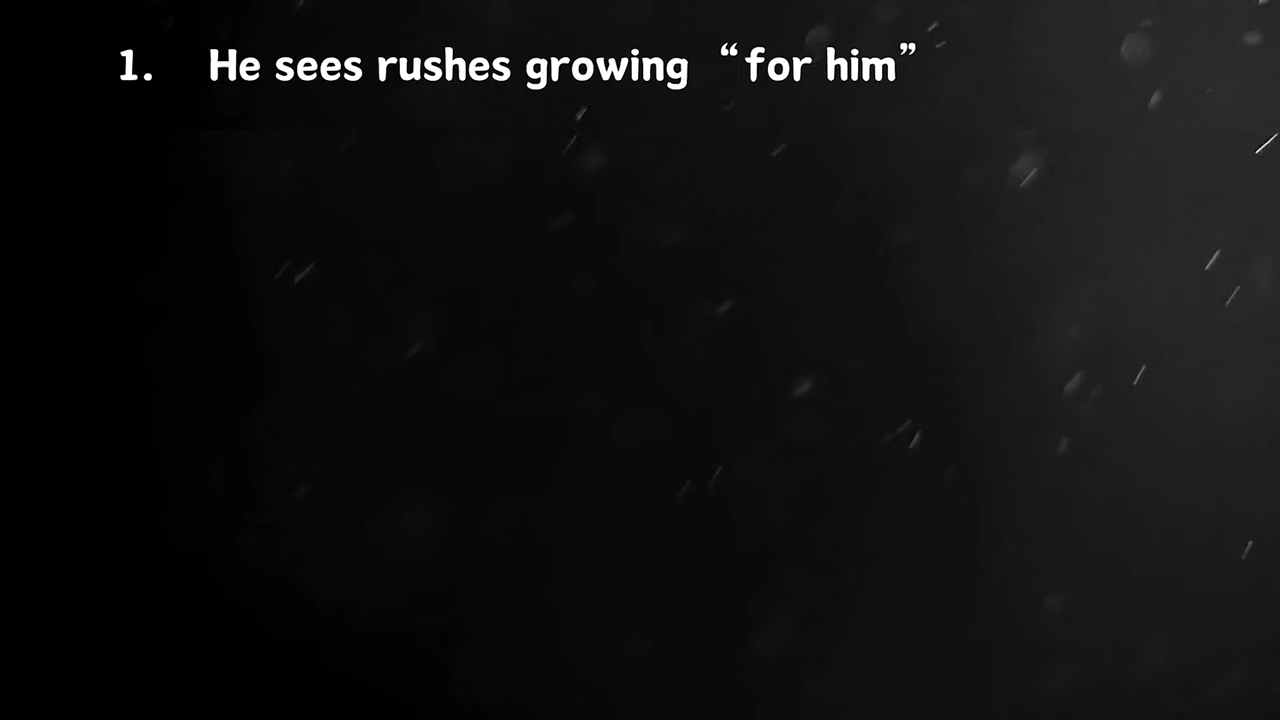 1. He sees rushes growing “for him”